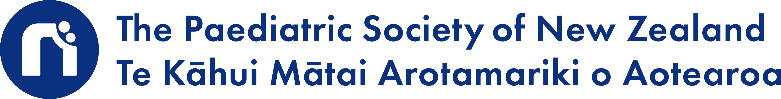 The Paediatric Society of New Zealand
Te Kāhui Mātai Arotamariki o Aotearoa